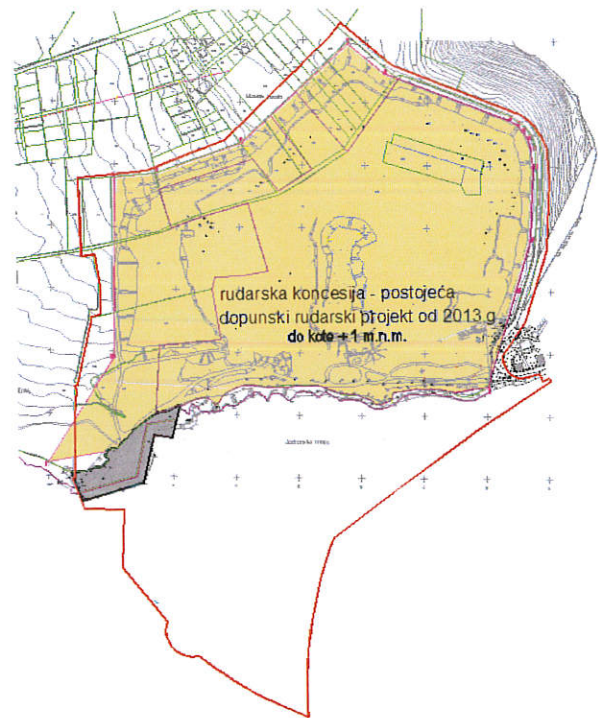 rudarska koncesija - postojeća
dopunski rudarski projekt od 2013.g.
do kote + 1 m.n.m.